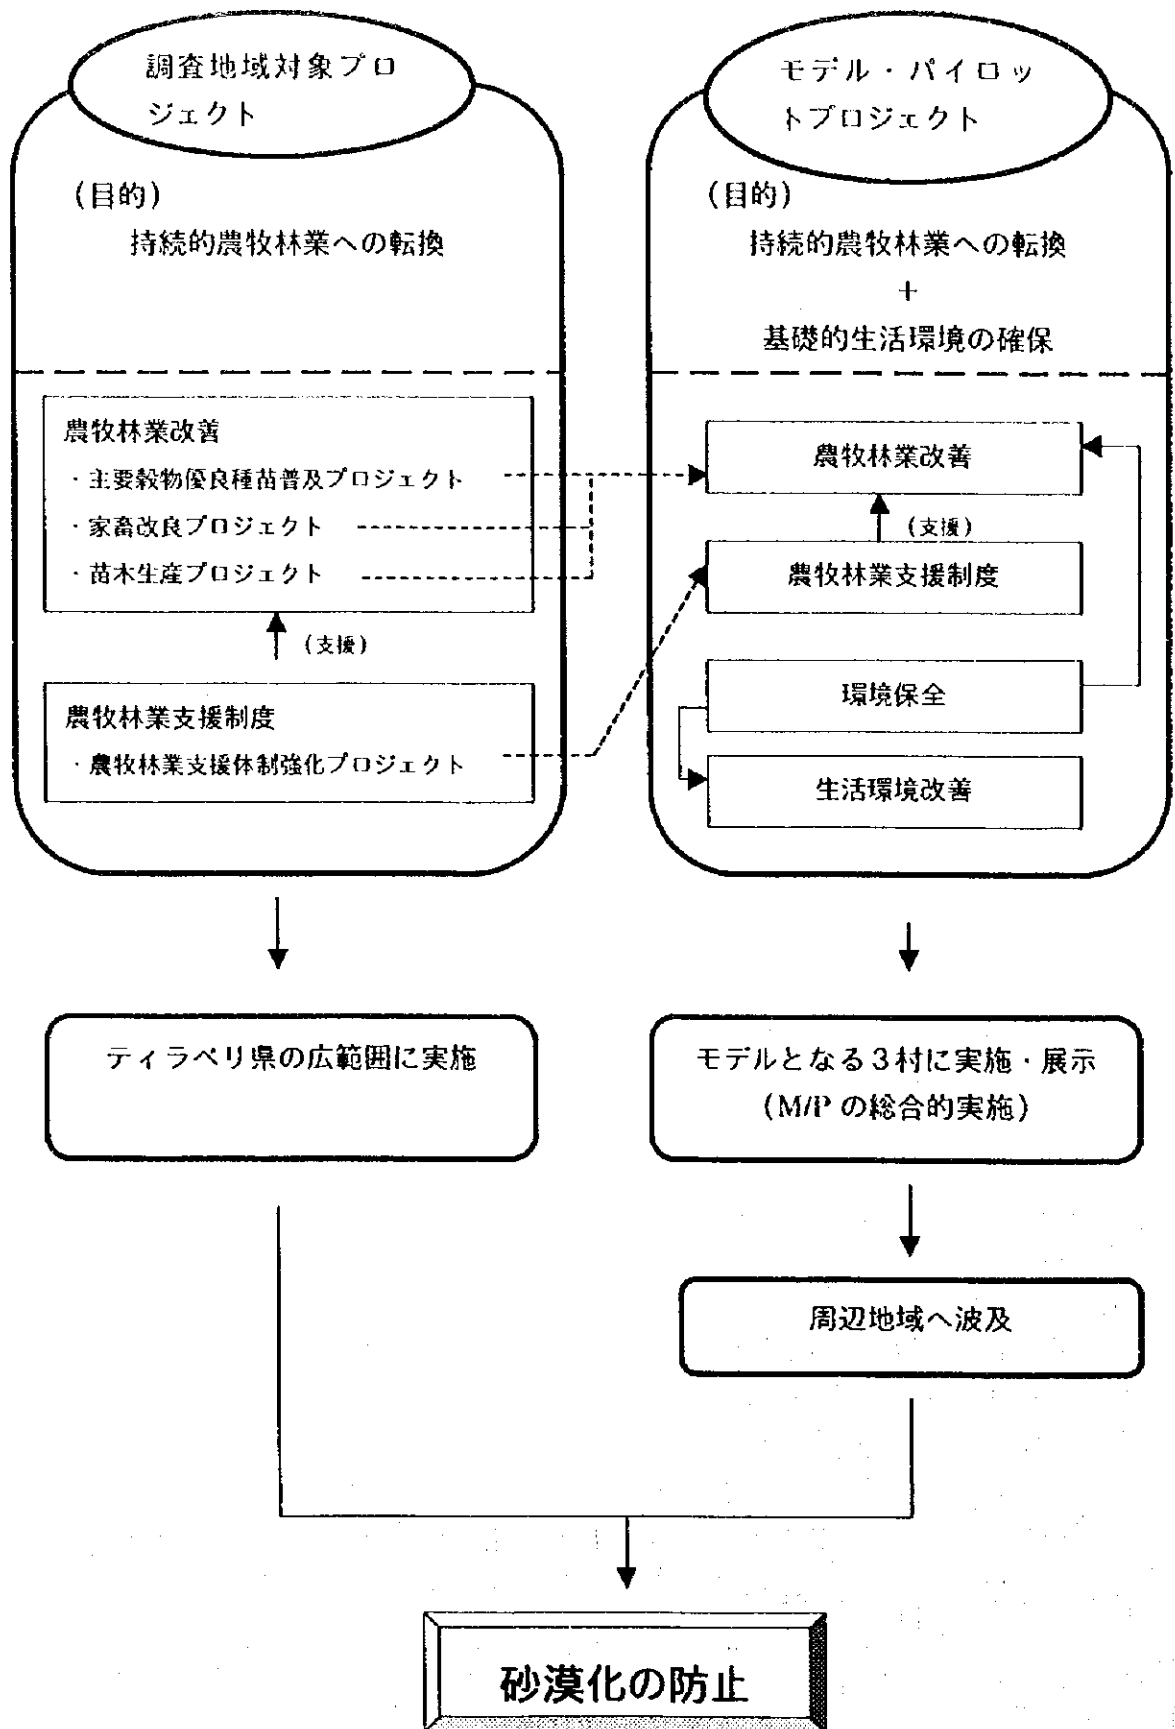 調査地域対象プロ
ジェクト
(目的)
持続的農牧林業への転換
農牧林業改善
・主要穀物優良種苗普及プロジェクト
・家畜改良プロジェクト
・苗木生産プロジェクト
(支援)
農牧林業支援制度
・農牧林業支援体制強化プロジェクト
ティラベリ県の広範囲に実施
モデル・パイロッ
トプロジェクト
(目的)
持続的農牧林業への転換
+
基礎的生活環境の確保
農牧林業改善
(支援)
農牧林業支援制度
環境保全
生活環境改善
モデルとなる3村に実施・展示
(M/Pの総合的実施)
周辺地域へ波及
砂漠化の防止